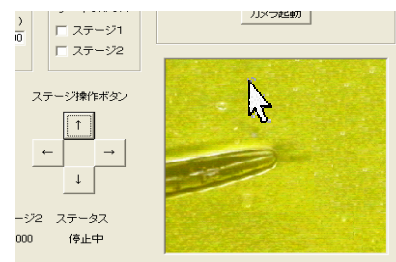 )
カメラ起動
00
ステージ1
ステージ2
ステージ操作ボタン
↑
← →
↓
ージ2 ステータス
000 停止中